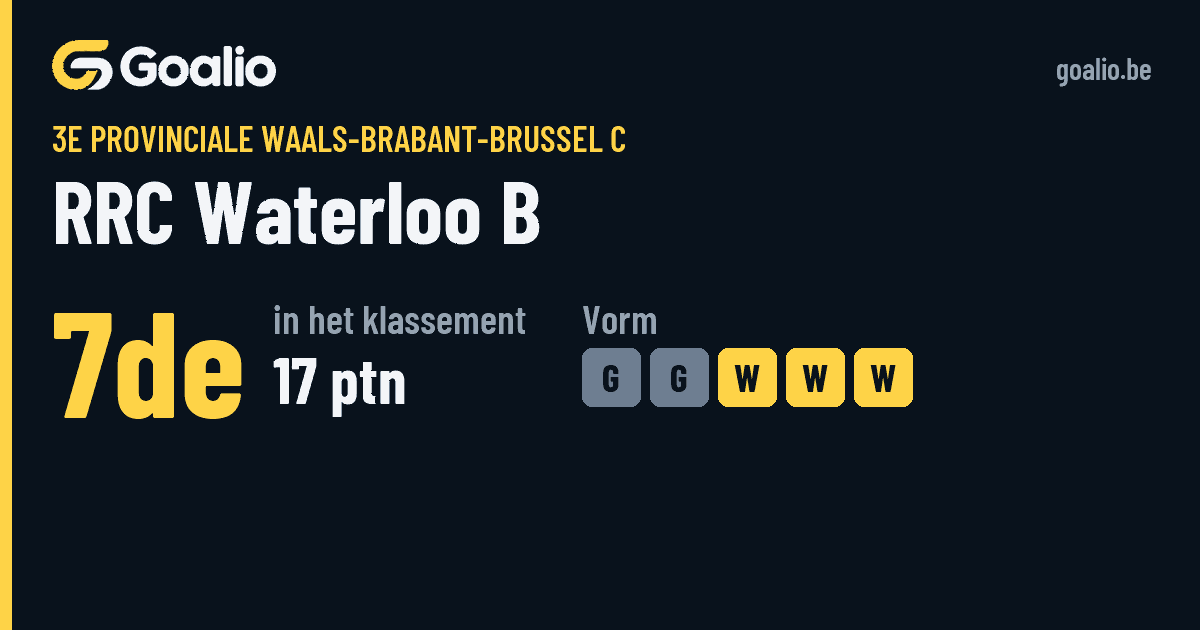 Goalio
goalio.be
3E PROVINCIALE WAALS-BRABANT-BRUSSEL C
RRC Waterloo B
7de
in het klassement
17 ptn
Vorm
G G W W W